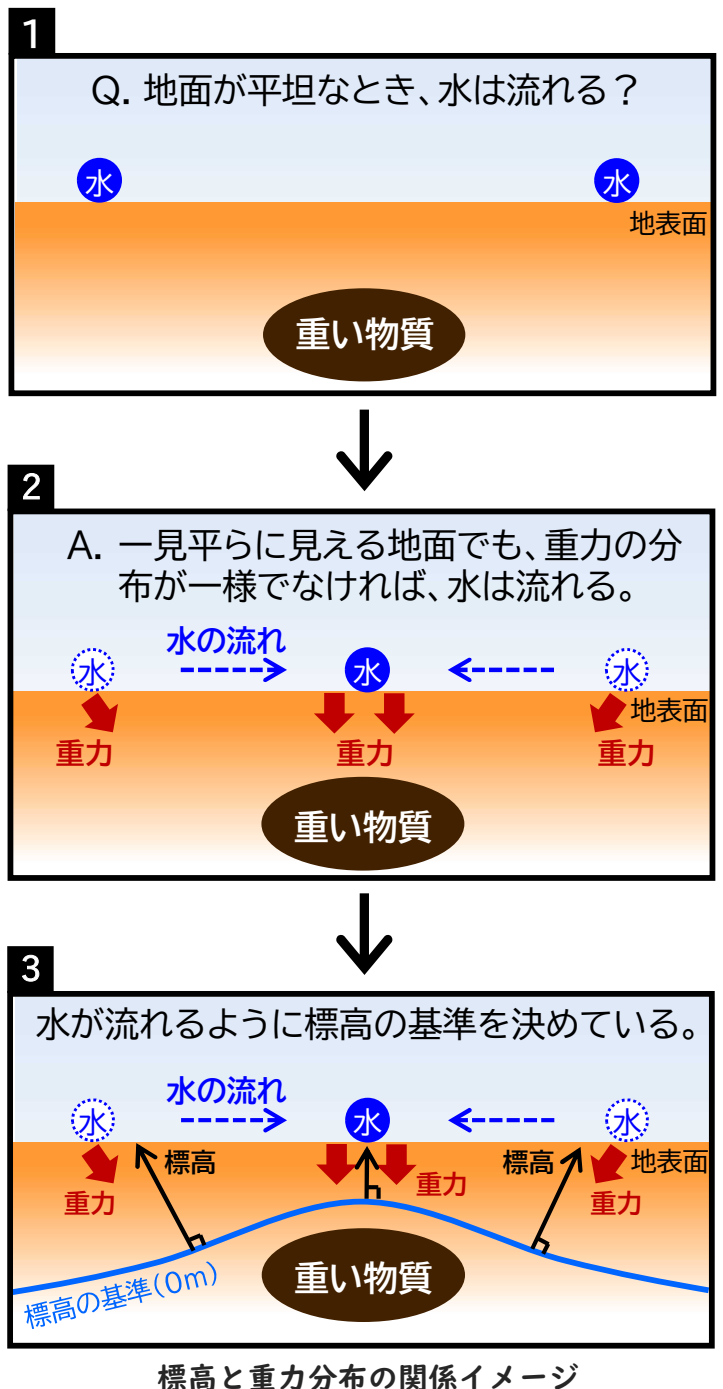 1
Q. 地面が平坦なとき、水は流れる？
水
水
地表面
重い物質
2
A. 一見平らに見える地面でも、重力の分
布が一様でなければ、水は流れる。
水の流れ
水
水
水
地表面
重力
重力
重力
重い物質
3
水が流れるように標高の基準を決めている。
水の流れ
水
水
水
標高
標高
地表面
重力
重力
重力
重い物質
標高の基準(0m)
標高と重力分布の関係イメージ